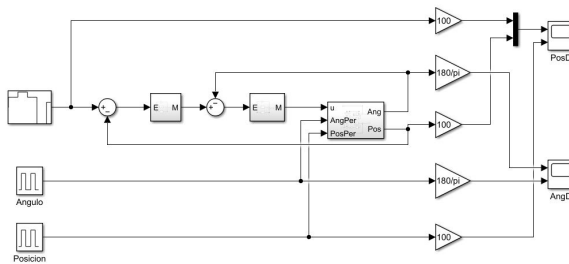 100
PosD
180/pi
E M
E M
u
Ang
AngPer
Pos
PosPer
100
Angulo
180/pi
AngD
Posicion
100